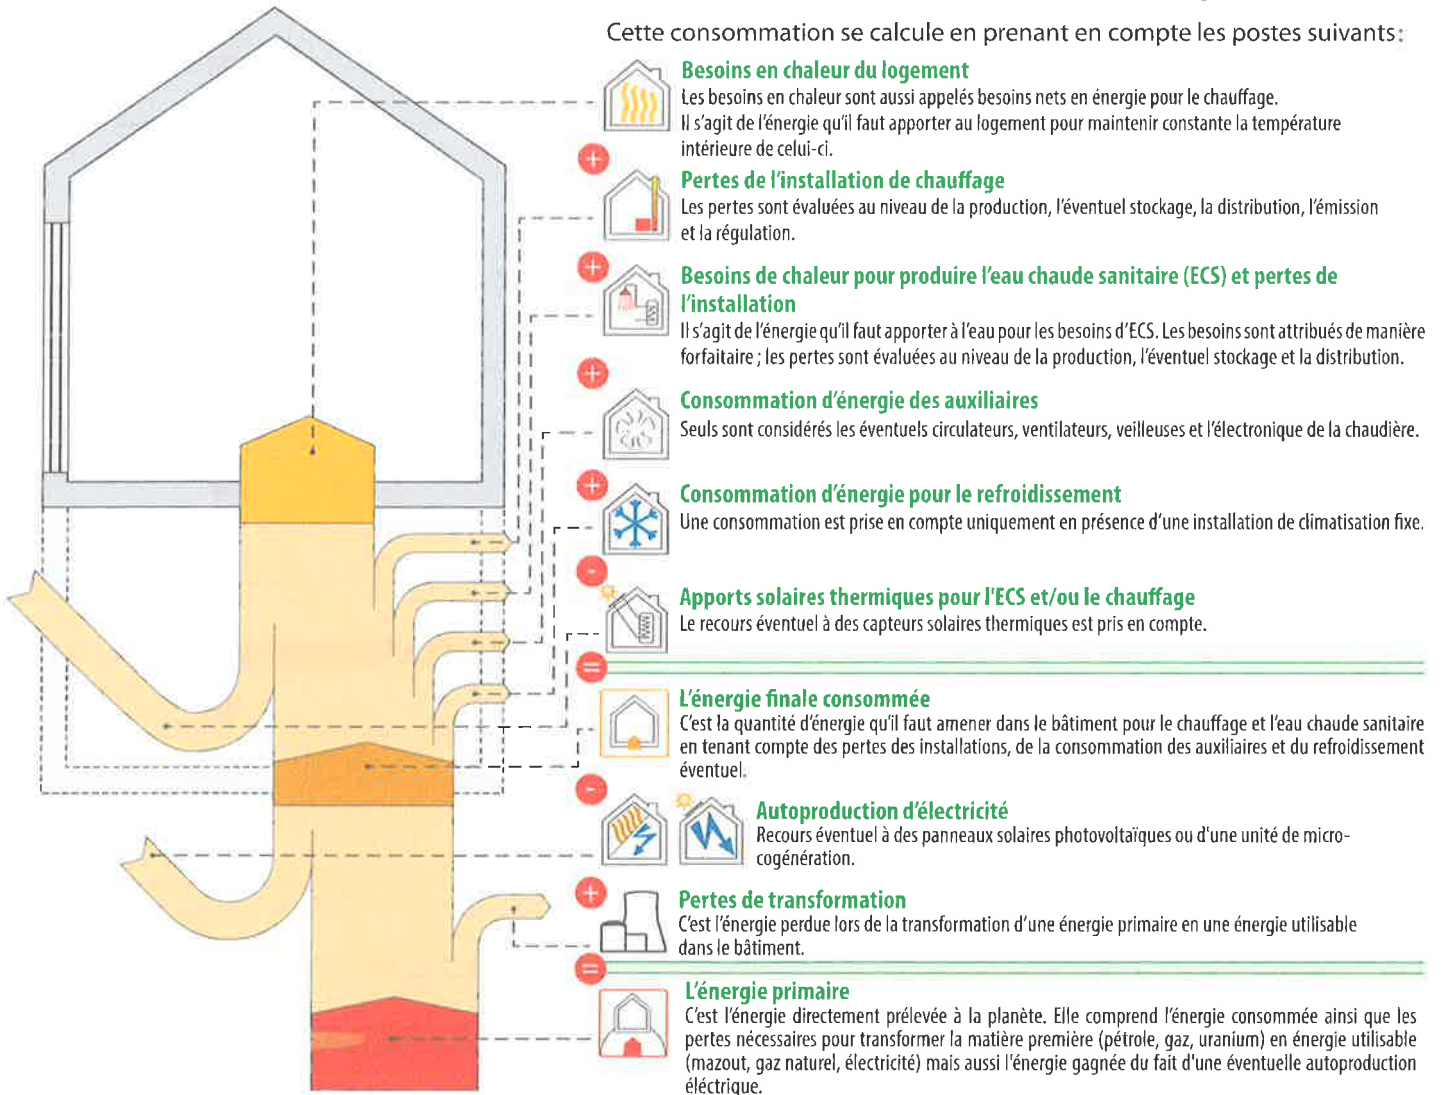 Cette consommation se calcule en prenant en compte les postes suivants:
Besoins en chaleur du logement
Les besoins en chaleur sont aussi appelés besoins nets en énergie pour le chauffage.
Il s'agit de l'énergie qu'il faut apporter au logement pour maintenir constante la température
intérieure de celui-ci.
+
Pertes de l'installation de chauffage
Les pertes sont évaluées au niveau de la production, l'éventuel stockage, la distribution, l'émission
et la régulation.
+
Besoins de chaleur pour produire l'eau chaude sanitaire (ECS) et pertes de
l'installation
Il s'agit de l'énergie qu'il faut apporter à l'eau pour les besoins d'ECS. Les besoins sont attribués de manière
forfaitaire ; les pertes sont évaluées au niveau de la production, l'éventuel stockage et la distribution.
+
Consommation d'énergie des auxiliaires
Seuls sont considérés les éventuels circulateurs, ventilateurs, veilleuses et l'électronique de la chaudière.
+
Consommation d'énergie pour le refroidissement
Une consommation est prise en compte uniquement en présence d'une installation de climatisation fixe.
-
Apports solaires thermiques pour l'ECS et/ou le chauffage
Le recours éventuel à des capteurs solaires thermiques est pris en compte.
=
L'énergie finale consommée
C'est la quantité d'énergie qu'il faut amener dans le bâtiment pour le chauffage et l'eau chaude sanitaire
en tenant compte des pertes des installations, de la consommation des auxiliaires et du refroidissement
éventuel.
-
Autoproduction d'électricité
Recours éventuel à des panneaux solaires photovoltaïques ou d'une unité de micro-
cogénération.
+
Pertes de transformation
C'est l'énergie perdue lors de la transformation d'une énergie primaire en une énergie utilisable
dans le bâtiment.
=
L'énergie primaire
C'est l'énergie directement prélevée à la planète. Elle comprend l'énergie consommée ainsi que les
pertes nécessaires pour transformer la matière première (pétrole, gaz, uranium) en énergie utilisable
(mazout, gaz naturel, électricité) mais aussi l'énergie gagnée du fait d'une éventuelle autoproduction
éléctrique.